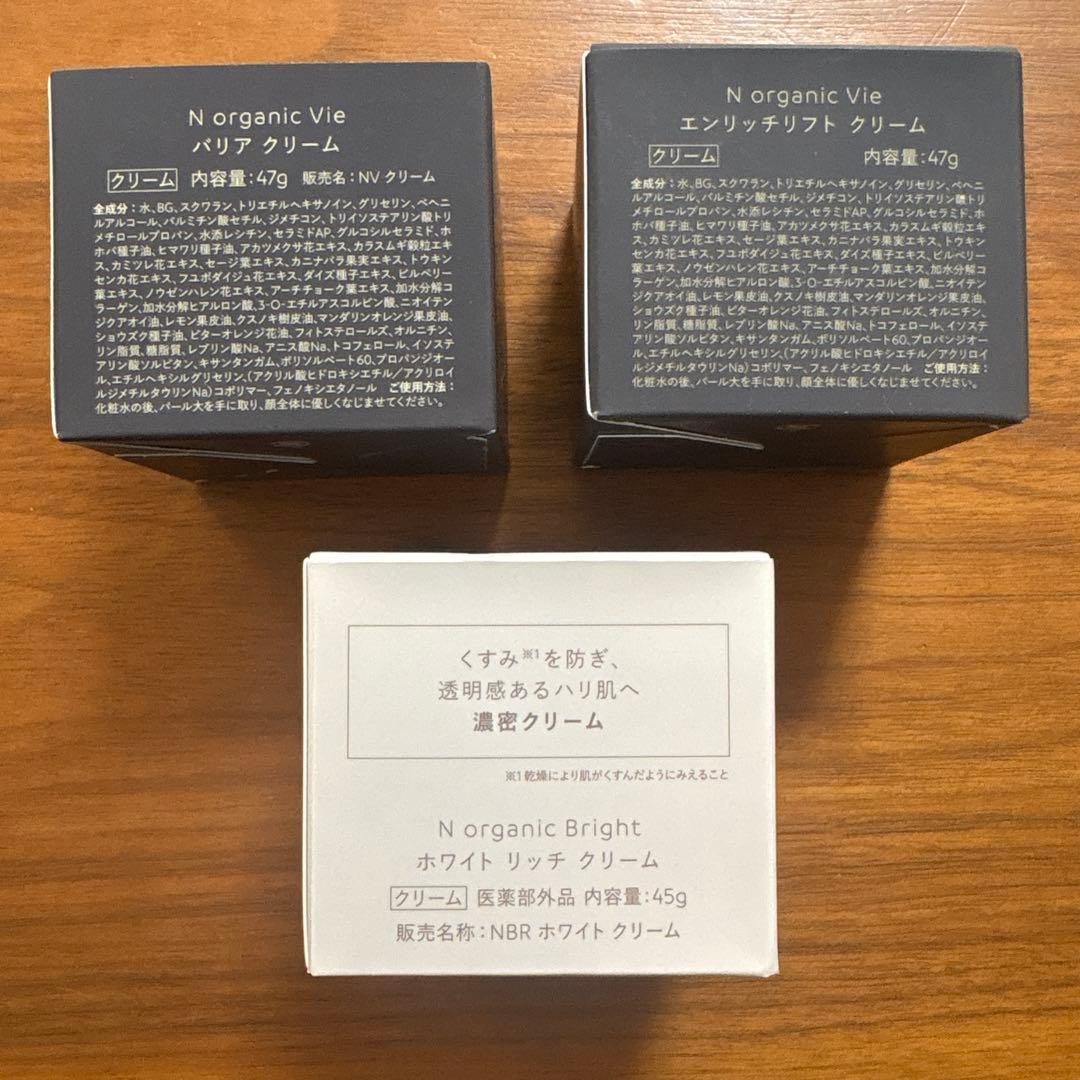 N organic Vie
バリア クリーム
クリーム 内容量:47g 販売名:NV クリーム
全成分:水、BG、スクワラン、トリエチルヘキサノイン、グリセリン、ベヘニ
ルアルコール、パルミチン酸セチル、ジメチコン、トリイソステアリン酸トリ
メチロールプロパン、水添レシチン、セラミドAP、グルコシルセラミド、ホ
ホバ種子油、ヒマワリ種子油、アカツメクサ花エキス、カラスムギ穀粒エキ
ス、カミツレ花エキス、セージ葉エキス、カニナバラ果実エキス、トウキン
センカ花エキス、フユボダイジュ花エキス、ダイズ種子エキス、ビルベリー
葉エキス、ノウゼンハレン花エキス、アーチチョーク葉エキス、加水分解コ
ラーゲン、加水分解ヒアルロン酸、3-O-エチルアスコルビン酸、ニオイテン
ジクアオイ油、レモン果皮油、クスノキ樹皮油、マンダリンオレンジ果皮油、
ショウズク種子油、ビターオレンジ花油、フィトステロールズ、オルニチン、
リン脂質、糖脂質、レブリン酸Na、アニス酸Na、トコフェロール、イソステ
アリン酸ソルビタン、キサンタンガム、ポリソルベート60、プロパンジオー
ル、エチルヘキシルグリセリン、(アクリル酸ヒドロキシエチル/アクリロイ
ルジメチルタウリンNa)コポリマー、フェノキシエタノール ご使用方法:
化粧水の後、パール大を手に取り、顔全体に優しくなじませてください。
N organic Vie
エンリッチリフト クリーム
クリーム 内容量:47g
全成分:水、BG、スクワラン、トリエチルヘキサノイン、グリセリン、ベヘニ
ルアルコール、パルミチン酸セチル、ジメチコン、トリイソステアリン酸トリ
メチロールプロパン、水添レシチン、セラミドAP、グルコシルセラミド、ホ
ホバ種子油、ヒマワリ種子油、アカツメクサ花エキス、カラスムギ穀粒エキ
ス、カミツレ花エキス、セージ葉エキス、カニナバラ果実エキス、トウキン
センカ花エキス、フユボダイジュ花エキス、ダイズ種子エキス、ビルベリー
葉エキス、ノウゼンハレン花エキス、アーチチョーク葉エキス、加水分解コ
ラーゲン、加水分解ヒアルロン酸、3-O-エチルアスコルビン酸、ニオイテン
ジクアオイ油、レモン果皮油、クスノキ樹皮油、マンダリンオレンジ果皮油、
ショウズク種子油、ビターオレンジ花油、フィトステロールズ、オルニチン、
リン脂質、糖脂質、レブリン酸Na、アニス酸Na、トコフェロール、イソステ
アリン酸ソルビタン、キサンタンガム、ポリソルベート60、プロパンジオー
ル、エチルヘキシルグリセリン、(アクリル酸ヒドロキシエチル/アクリロイ
ルジメチルタウリンNa)コポリマー、フェノキシエタノール ご使用方法:
化粧水の後、パール大を手に取り、顔全体に優しくなじませてください。
くすみ※1を防ぎ、
透明感あるハリ肌へ
濃密クリーム
※1 乾燥により肌がくすんだようにみえること
N organic Bright
ホワイト リッチ クリーム
クリーム 医薬部外品 内容量:45g
販売名称:NBR ホワイト クリーム